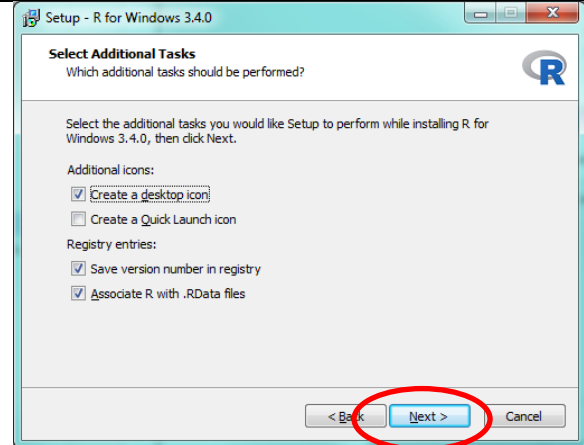 Setup - R for Windows 3.4.0
Select Additional Tasks
Which additional tasks should be performed?
R
Select the additional tasks you would like Setup to perform while installing R for
Windows 3.4.0, then click Next.
Additional icons:
Create a desktop icon
Create a Quick Launch icon
Registry entries:
Save version number in registry
Associate R with .RData files
< Back Next > Cancel